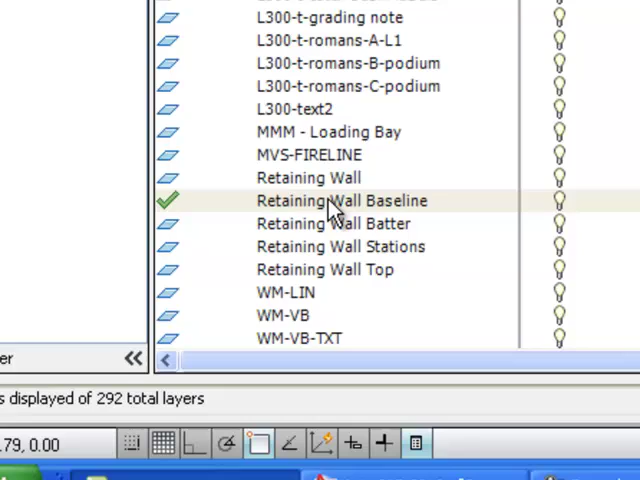 L300-t-grading note
L300-t-romans-A-L1
L300-t-romans-B-podium
L300-t-romans-C-podium
L300-text2
MMM - Loading Bay
MVS-FIRELINE
Retaining Wall
Retaining Wall Baseline
Retaining Wall Batter
Retaining Wall Stations
Retaining Wall Top
WM-LIN
WM-VB
WM-VB-TXT
er
s displayed of 292 total layers
.79, 0.00